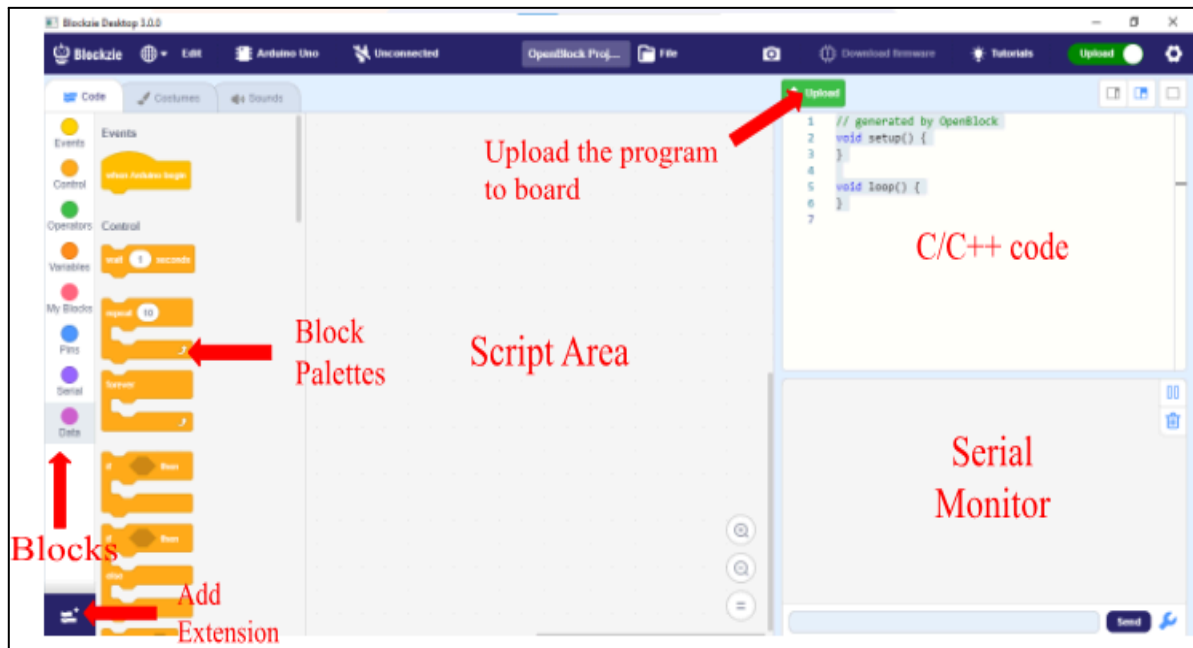 Blockzie Desktop 3.0.0
Blockzie
Edit
Arduino Uno
Unconnected
OpenBlock Proj...
File
Download firmware
Tutorials
Upload
Code
Costumes
Sounds
Upload
Events
Control
Operators
Variables
My Blocks
Pins
Serial
Data
Events
when Arduino begin
Control
wait 1 seconds
repeat 10
forever
if then
if then
else
Block
Palettes
Script Area
Upload the program
to board
1 // generated by OpenBlock
2 void setup() {
3 }
4
5 void loop() {
6 }
7
C/C++ code
Serial
Monitor
Blocks
Add
Extension
Send